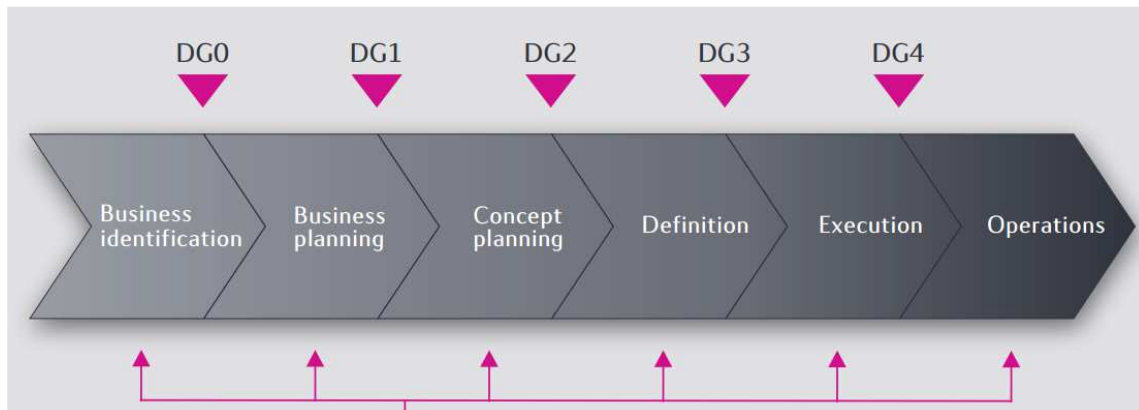 DG0 DG1 DG2 DG3 DG4
Business
identification
Business
planning
Concept
planning
Definition
Execution
Operations